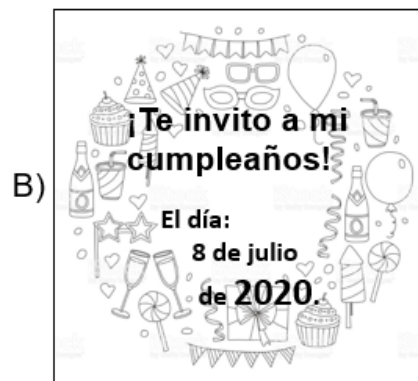 B)
¡Te invito a mi
cumpleaños!
El día:
8 de julio
de 2020.